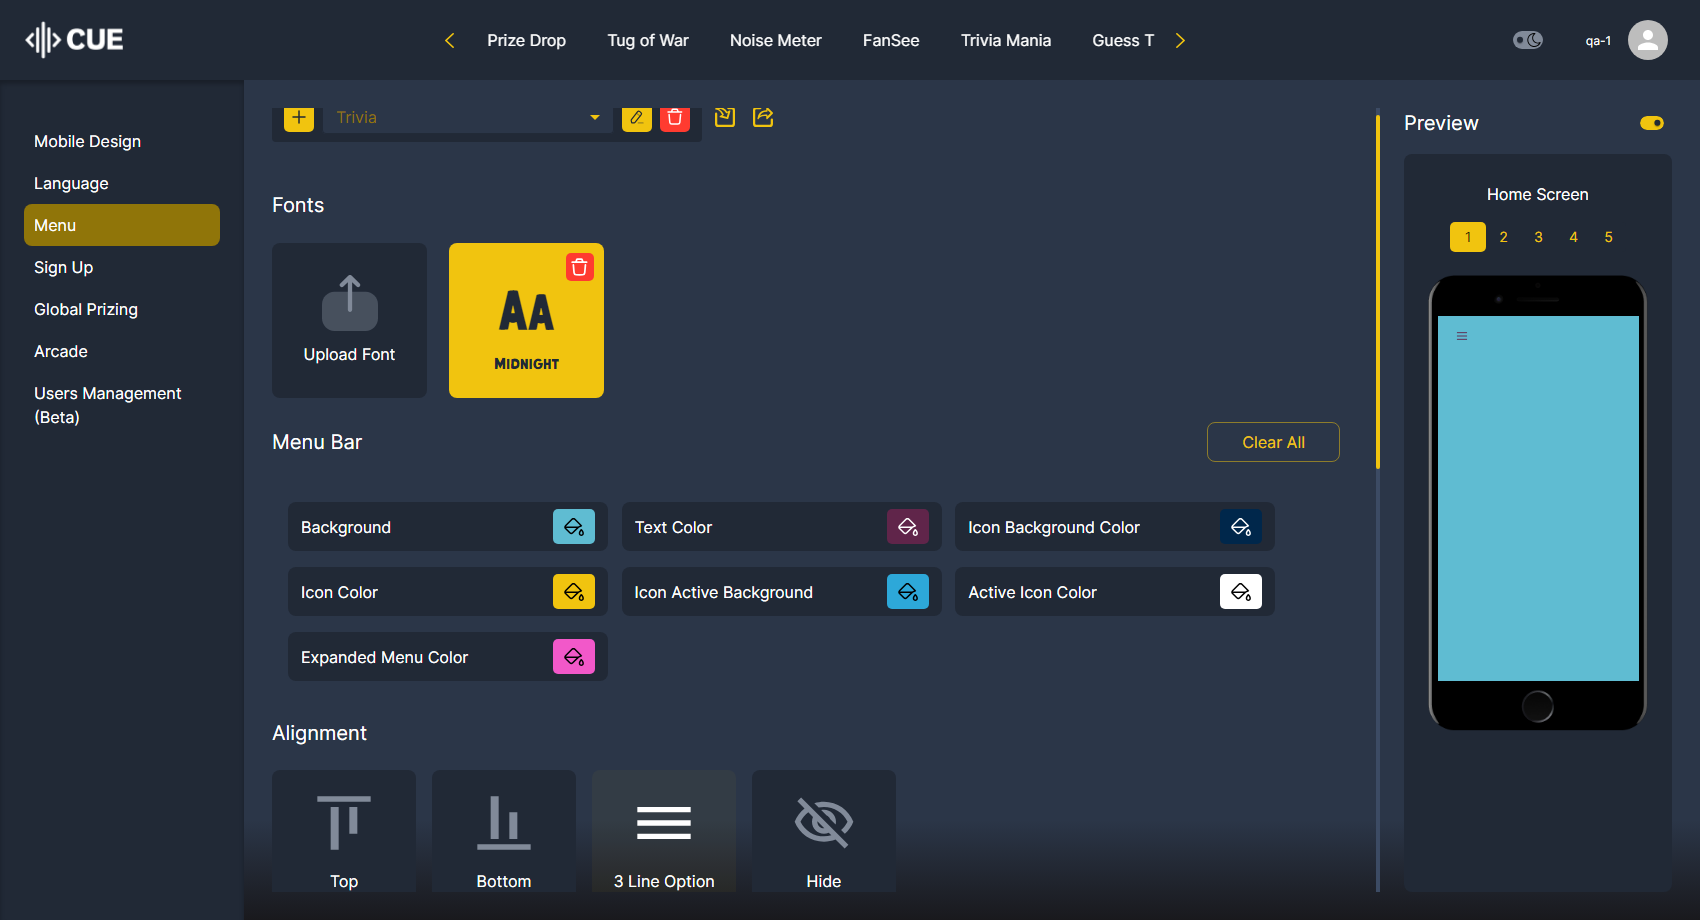 CUE
Prize Drop
Tug of War
Noise Meter
FanSee
Trivia Mania
Guess T
qa-1
Mobile Design
Language
Menu
Sign Up
Global Prizing
Arcade
Users Management
(Beta)
Trivia
Fonts
Upload Font
AA
MIDNIGHT
Menu Bar
Clear All
Background
Text Color
Icon Background Color
Icon Color
Icon Active Background
Active Icon Color
Expanded Menu Color
Alignment
Top
Bottom
3 Line Option
Hide
Preview
Home Screen
1 2 3 4 5